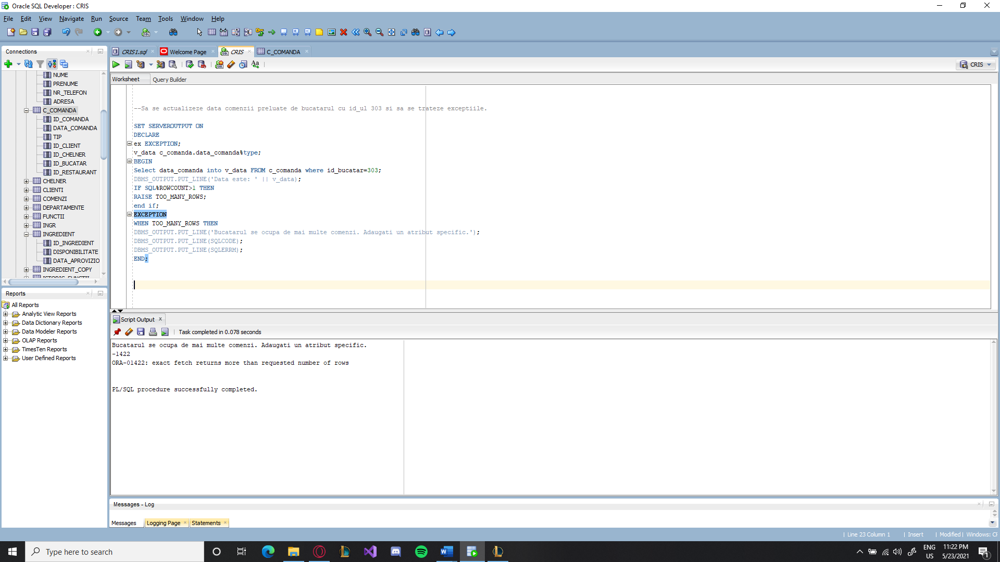 Oracle SQL Developer : CRIS
File Edit View Navigate Run Source Team Tools Window Help
Connections
NUME
PRENUME
NR_TELEFON
ADRESA
C_COMANDA
ID_COMANDA
DATA_COMANDA
TIP
ID_CLIENT
ID_CHELNER
ID_BUCATAR
ID_RESTAURANT
CHELNER
CLIENTI
COMENZI
DEPARTAMENTE
FUNCTII
INGR
INGREDIENT
ID_INGREDIENT
DISPONIBILITATE
DATA_APROVIZIO
INGREDIENT_COPY
ISTORIC_FUNCTII
Reports
All Reports
Analytic View Reports
Data Dictionary Reports
Data Modeler Reports
OLAP Reports
TimesTen Reports
User Defined Reports
CRIS1.sql Welcome Page CRIS C_COMANDA
CRIS
Worksheet Query Builder
--Sa se actualizeze data comenzii preluate de bucatarul cu id_ul 303 si sa se trateze exceptiile.
SET SERVEROUTPUT ON
DECLARE
ex EXCEPTION;
v_data c_comanda.data_comanda%type;
BEGIN
Select data_comanda into v_data FROM c_comanda where id_bucatar=303;
DBMS_OUTPUT.PUT_LINE('Data este: ' || v_data);
IF SQL%ROWCOUNT>1 THEN
RAISE TOO_MANY_ROWS;
end if;
EXCEPTION
WHEN TOO_MANY_ROWS THEN
DBMS_OUTPUT.PUT_LINE('Bucatarul se ocupa de mai multe comenzi. Adaugati un atribut specific.');
DBMS_OUTPUT.PUT_LINE(SQLCODE);
DBMS_OUTPUT.PUT_LINE(SQLERRM);
END;
Script Output
Task completed in 0.078 seconds
Bucatarul se ocupa de mai multe comenzi. Adaugati un atribut specific.
-1422
ORA-01422: exact fetch returns more than requested number of rows
PL/SQL procedure successfully completed.
Messages - Log
Messages Logging Page Statements
Line 23 Column 1 Insert Modified Windows: CF
Type here to search
ENG
US
11:22 PM
5/23/2021
1